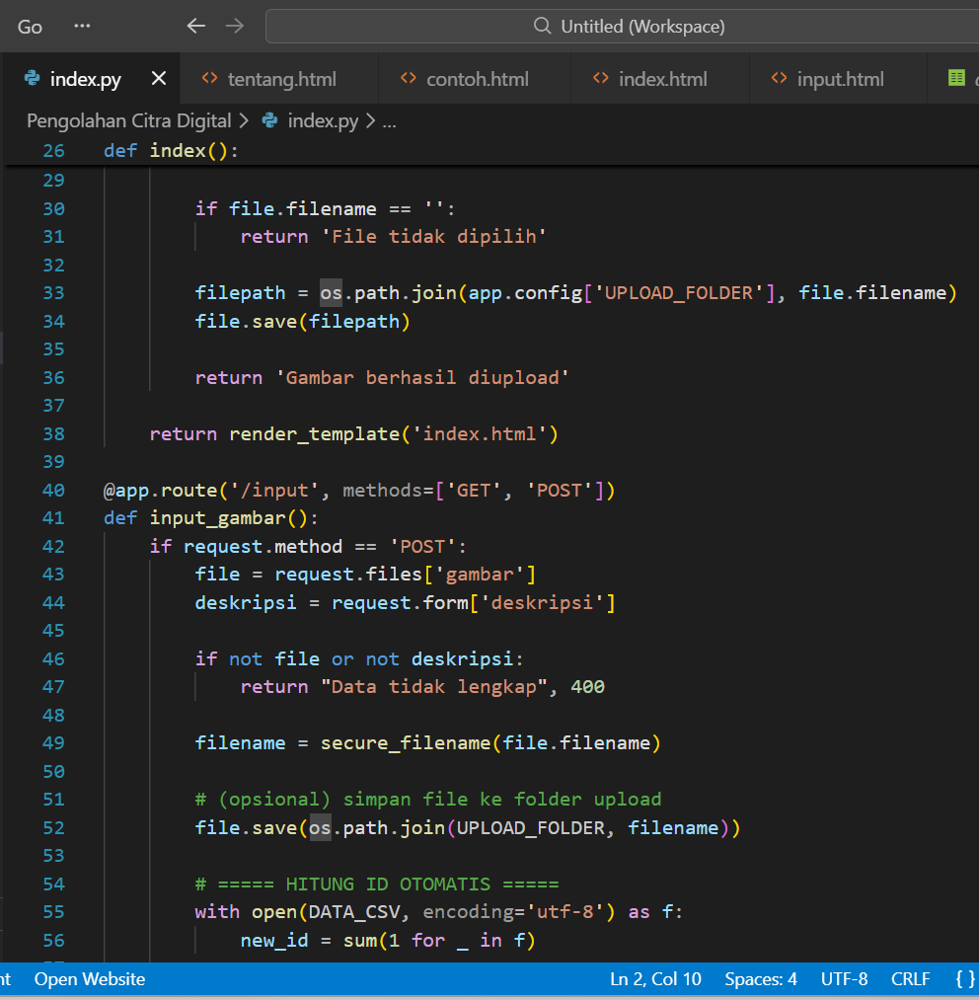 Go ··· Untitled (Workspace)
index.py tentang.html contoh.html index.html input.html
Pengolahan Citra Digital > index.py > ...
26 def index():
29
30 if file.filename == '':
31 return 'File tidak dipilih'
32
33 filepath = os.path.join(app.config['UPLOAD_FOLDER'], file.filename)
34 file.save(filepath)
35
36 return 'Gambar berhasil diupload'
37
38 return render_template('index.html')
39
40 @app.route('/input', methods=['GET', 'POST'])
41 def input_gambar():
42 if request.method == 'POST':
43 file = request.files['gambar']
44 deskripsi = request.form['deskripsi']
45
46 if not file or not deskripsi:
47 return "Data tidak lengkap", 400
48
49 filename = secure_filename(file.filename)
50
51 # (opsional) simpan file ke folder upload
52 file.save(os.path.join(UPLOAD_FOLDER, filename))
53
54 # ===== HITUNG ID OTOMATIS =====
55 with open(DATA_CSV, encoding='utf-8') as f:
56 new_id = sum(1 for _ in f)
Open Website Ln 2, Col 10 Spaces: 4 UTF-8 CRLF { }